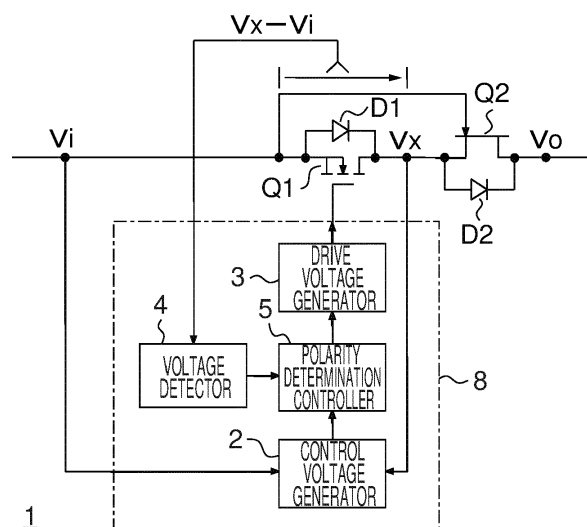 Vx−Vi
D1
Q2
Vi
Vx
Vo
Q1
D2
DRIVE
VOLTAGE
GENERATOR
3
4
5
VOLTAGE
DETECTOR
POLARITY
DETERMINATION
CONTROLLER
8
2
CONTROL
VOLTAGE
GENERATOR
1